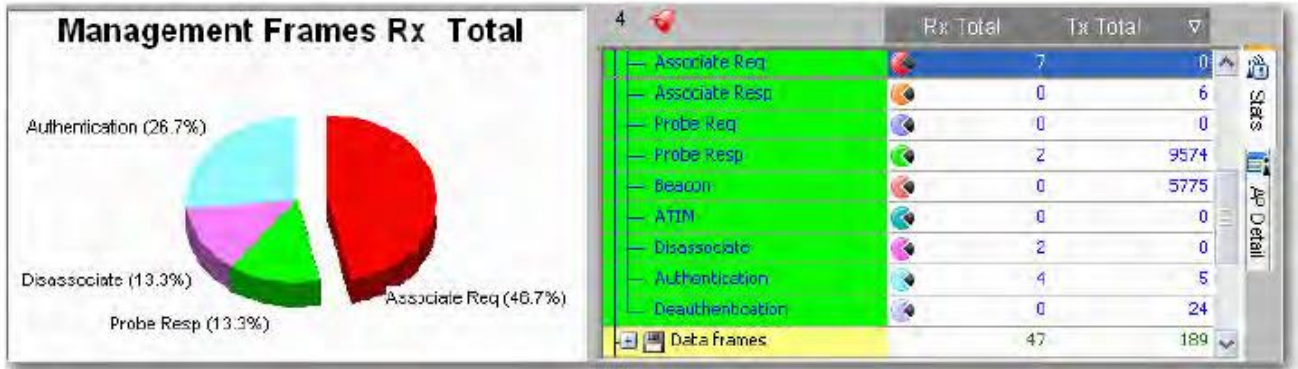 Management Frames Rx Total
Authentication (26.7%)
Disassociate (13.3%)
Probe Resp (13.3%)
Associate Req (46.7%)
4 Rx Total Tx Total
Associate Req 7 0
Associate Resp 0 6
Probe Req 0 0
Probe Resp 2 9574
Beacon 0 5775
ATIM 0 0
Disassociate 2 0
Authentication 4 5
Deauthentication 0 24
Data frames 47 189
Stats
AP Detail